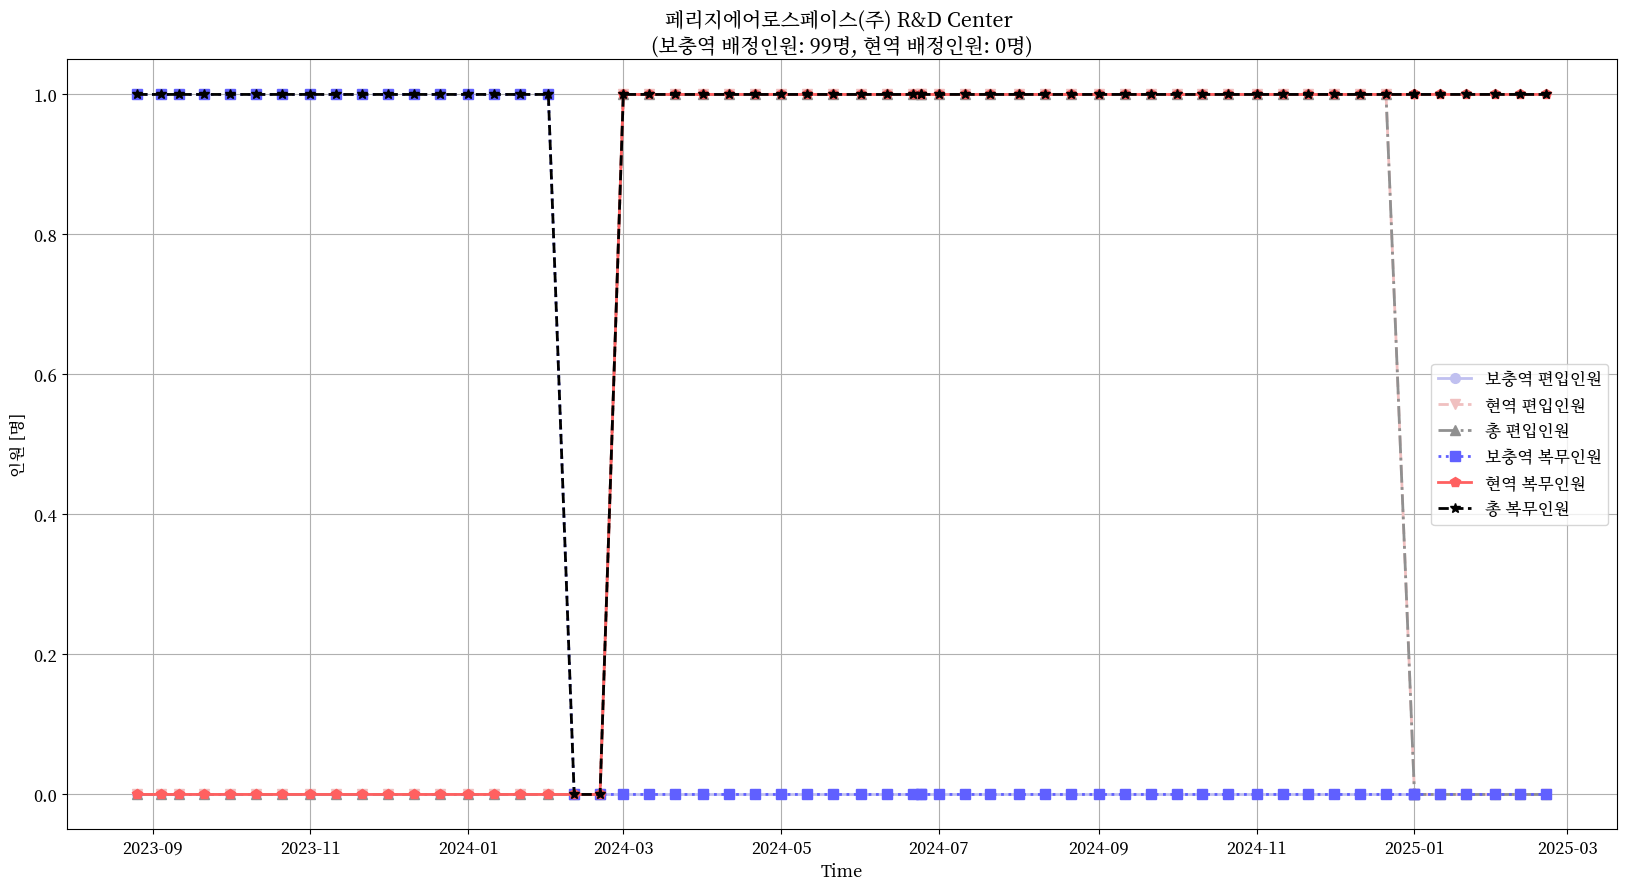 페리지에어로스페이스(주) R&D Center
(보충역 배정인원: 99명, 현역 배정인원: 0명)
1.0
0.8
0.6
0.4
0.2
0.0
인원 [명]
보충역 편입인원
현역 편입인원
총 편입인원
보충역 복무인원
현역 복무인원
총 복무인원
2023-09 2023-11 2024-01 2024-03 2024-05 2024-07 2024-09 2024-11 2025-01 2025-03
Time